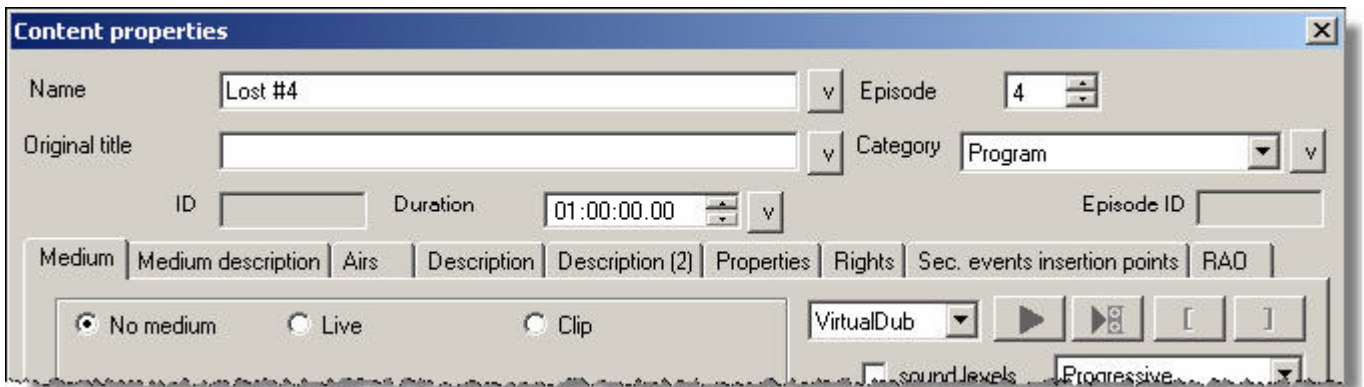 Content properties
Name Lost #4 v Episode 4
Original title v Category Program v
ID Duration 01:00:00.00 v Episode ID
Medium Medium description Airs Description Description (2) Properties Rights Sec. events insertion points RAO
No medium Live Clip VirtualDub [ ]
sound levels Progressive